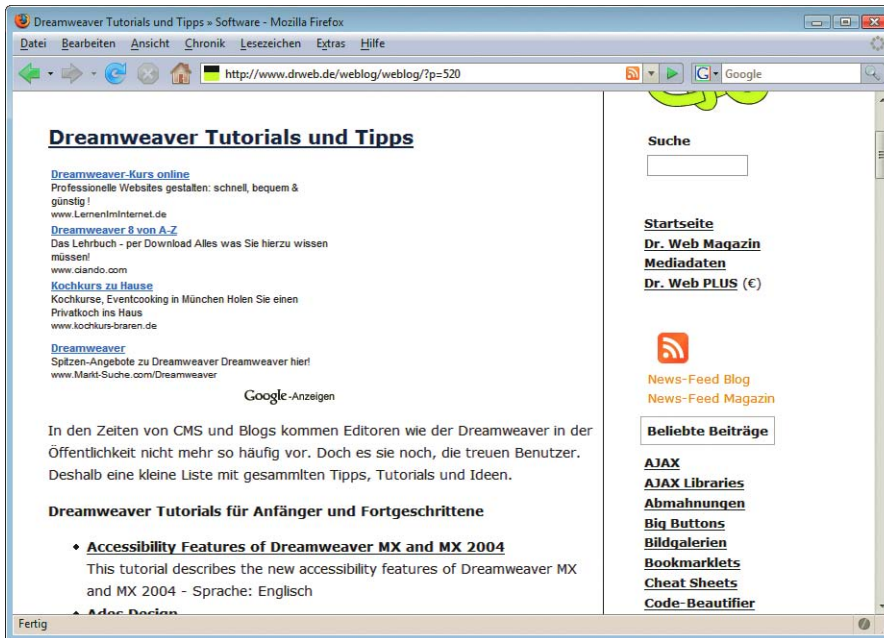 Dreamweaver Tutorials und Tipps » Software - Mozilla Firefox
Datei Bearbeiten Ansicht Chronik Lesezeichen Extras Hilfe
http://www.drweb.de/weblog/weblog/?p=520
G Google
Dreamweaver Tutorials und Tipps
Dreamweaver-Kurs online
Professionelle Websites gestalten: schnell, bequem &
günstig !
www.LernenImInternet.de
Dreamweaver 8 von A-Z
Das Lehrbuch - per Download Alles was Sie hierzu wissen
müssen!
www.ciando.com
Kochkurs zu Hause
Kochkurse, Eventcooking in München Holen Sie einen
Privatkoch ins Haus
www.kochkurs-braren.de
Dreamweaver
Spitzen-Angebote zu Dreamweaver Dreamweaver hier!
www.Markt-Suche.com/Dreamweaver
Google-Anzeigen
In den Zeiten von CMS und Blogs kommen Editoren wie der Dreamweaver in der
Öffentlichkeit nicht mehr so häufig vor. Doch es sie noch, die treuen Benutzer.
Deshalb eine kleine Liste mit gesammlten Tipps, Tutorials und Ideen.
Dreamweaver Tutorials für Anfänger und Fortgeschrittene
Accessibility Features of Dreamweaver MX and MX 2004
This tutorial describes the new accessibility features of Dreamweaver MX
and MX 2004 - Sprache: Englisch
Ades Design
Suche
Startseite
Dr. Web Magazin
Mediadaten
Dr. Web PLUS (€)
News-Feed Blog
News-Feed Magazin
Beliebte Beiträge
AJAX
AJAX Libraries
Abmahnungen
Big Buttons
Bildgalerien
Bookmarklets
Cheat Sheets
Code-Beautifier
Fertig